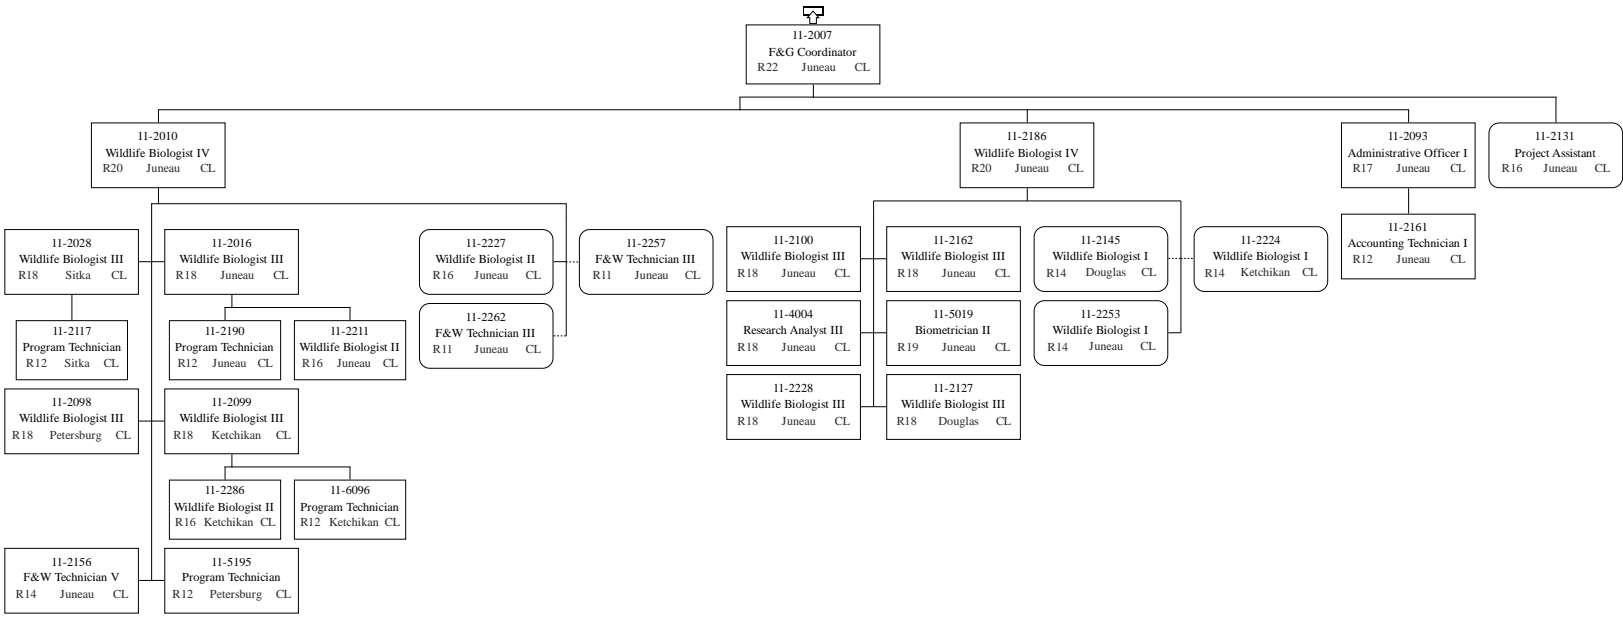 11-2007
F&G Coordinator
R22 Juneau CL
11-2010
Wildlife Biologist IV
R20 Juneau CL
11-2186
Wildlife Biologist IV
R20 Juneau CL
11-2093
Administrative Officer I
R17 Juneau CL
11-2131
Project Assistant
R16 Juneau CL
11-2028
Wildlife Biologist III
R18 Sitka CL
11-2016
Wildlife Biologist III
R18 Juneau CL
11-2227
Wildlife Biologist II
R16 Juneau CL
11-2257
F&W Technician III
R11 Juneau CL
11-2100
Wildlife Biologist III
R18 Juneau CL
11-2162
Wildlife Biologist III
R18 Juneau CL
11-2145
Wildlife Biologist I
R14 Douglas CL
11-2224
Wildlife Biologist I
R14 Ketchikan CL
11-2161
Accounting Technician I
R12 Juneau CL
11-2117
Program Technician
R12 Sitka CL
11-2190
Program Technician
R12 Juneau CL
11-2211
Wildlife Biologist II
R16 Juneau CL
11-2262
F&W Technician III
R11 Juneau CL
11-4004
Research Analyst III
R18 Juneau CL
11-5019
Biometrician II
R19 Juneau CL
11-2253
Wildlife Biologist I
R14 Juneau CL
11-2098
Wildlife Biologist III
R18 Petersburg CL
11-2099
Wildlife Biologist III
R18 Ketchikan CL
11-2228
Wildlife Biologist III
R18 Juneau CL
11-2127
Wildlife Biologist III
R18 Douglas CL
11-2286
Wildlife Biologist II
R16 Ketchikan CL
11-6096
Program Technician
R12 Ketchikan CL
11-2156
F&W Technician V
R14 Juneau CL
11-5195
Program Technician
R12 Petersburg CL